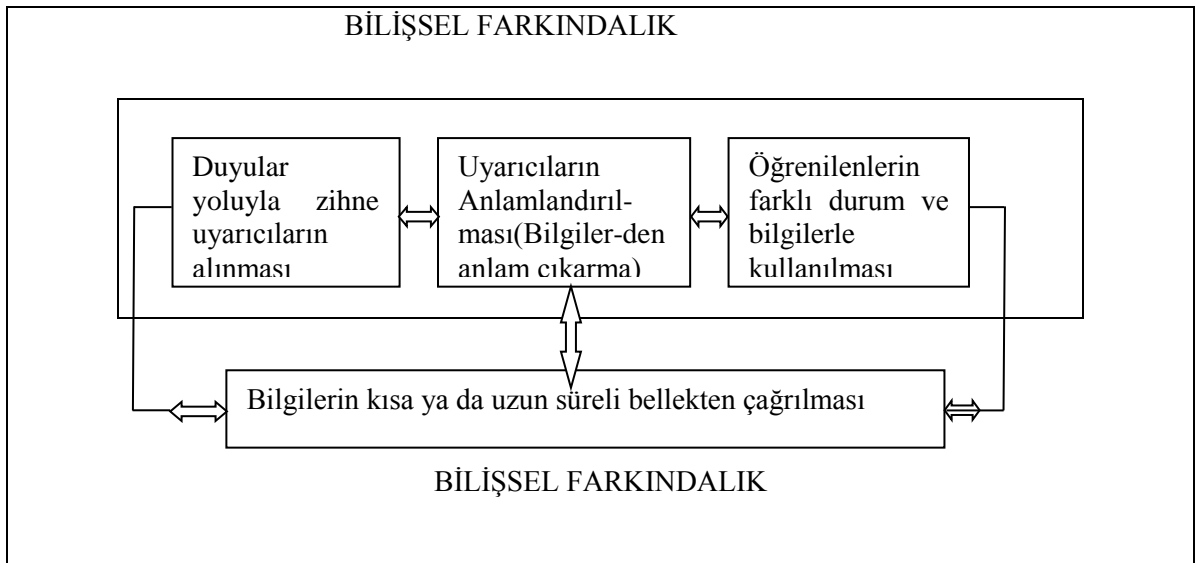 BİLİŞSEL FARKINDALIK
Duyular
yoluyla zihne
uyarıcıların
alınması
Uyarıcıların
Anlamlandırıl-
ması(Bilgiler-den
anlam çıkarma)
Öğrenilenlerin
farklı durum ve
bilgilerle
kullanılması
Bilgilerin kısa ya da uzun süreli bellekten çağrılması
BİLİŞSEL FARKINDALIK